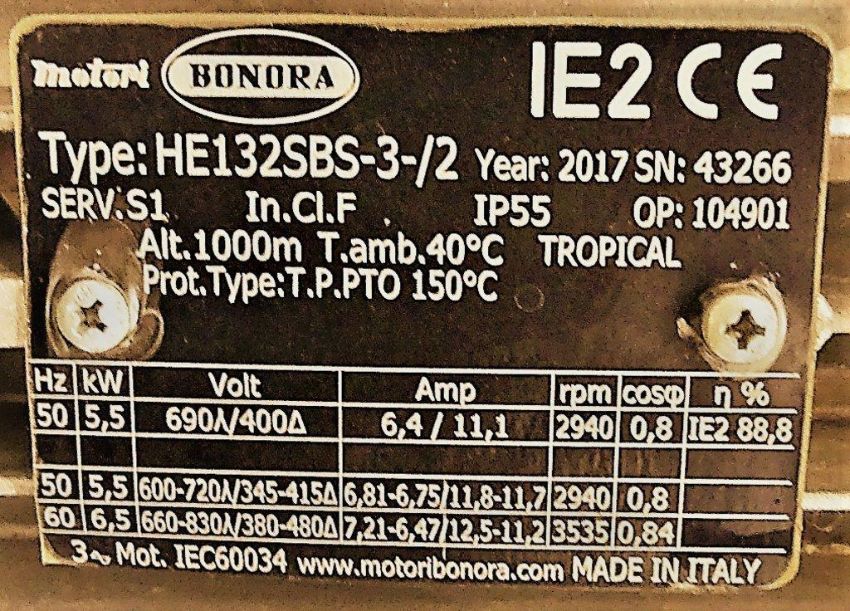 motori BONORA IE2 CE
Type: HE132SBS-3-/2 Year: 2017 SN: 43266
SERV.S1 In.Cl.F IP55 OP: 104901
Alt.1000m T.amb.40°C TROPICAL
Prot.Type:T.P.PTO 150°C
Hz kW Volt Amp rpm cosφ η %
50 5,5 690λ/400Δ 6,4 / 11,1 2940 0,8 IE2 88,8
50 5,5 600-720λ/345-415Δ 6,81-6,75/11,8-11,7 2940 0,8
60 6,5 660-830λ/380-480Δ 7,21-6,47/12,5-11,2 3535 0,84
3~ Mot. IEC60034 www.motoribonora.com MADE IN ITALY